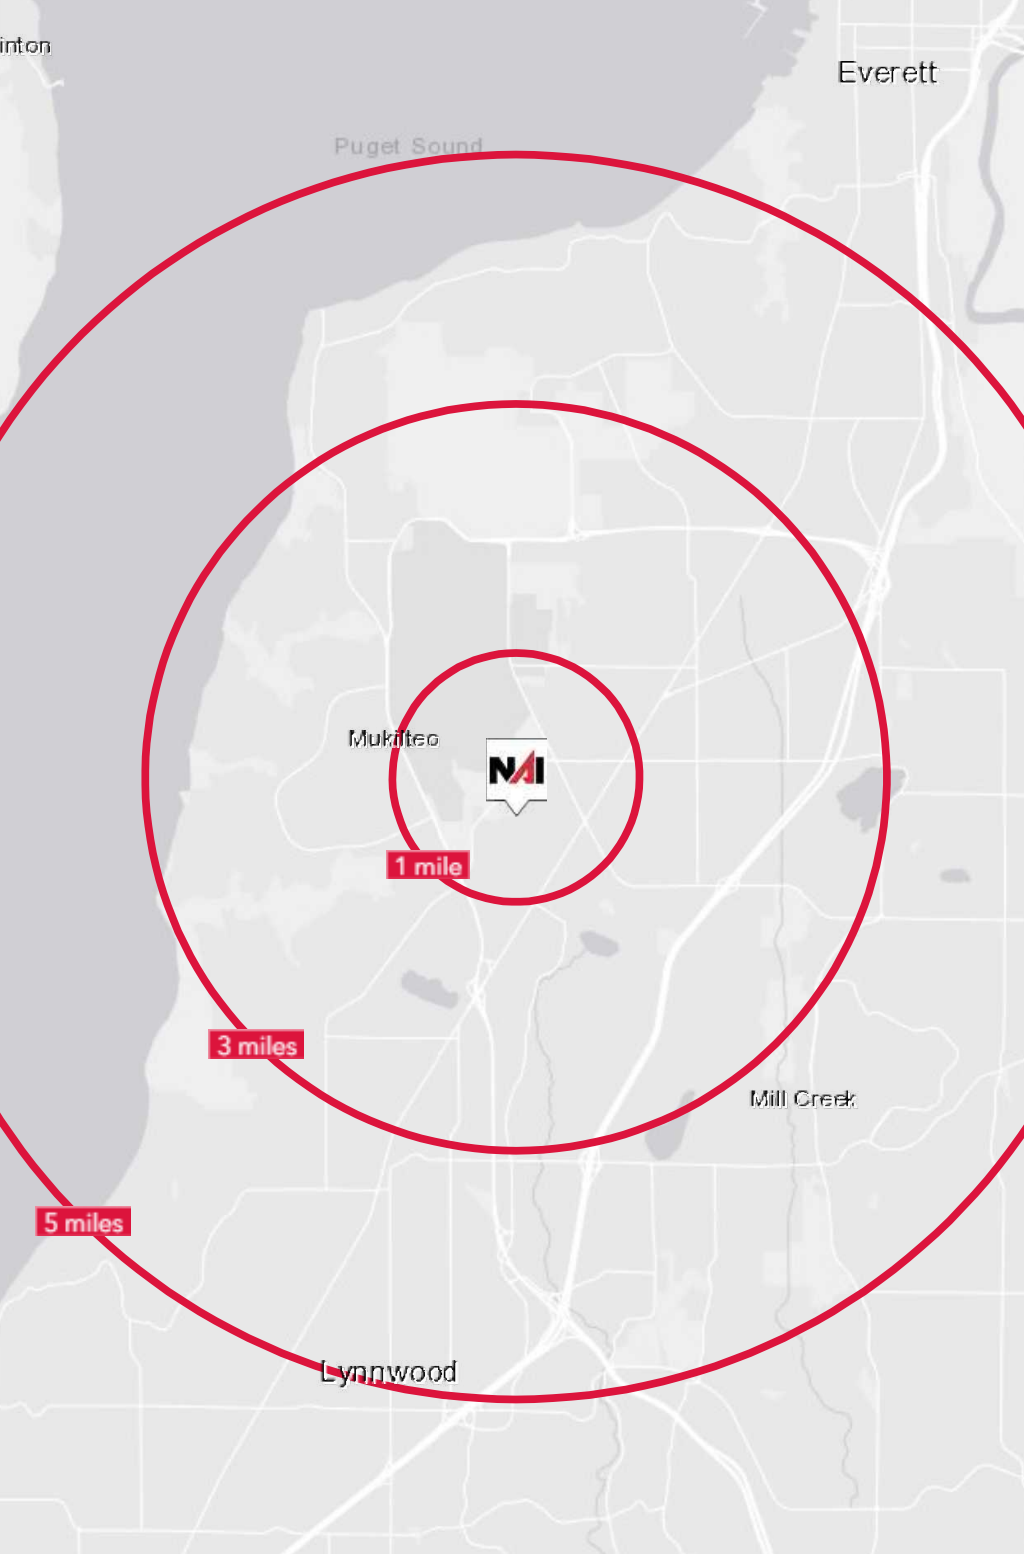 inton
Everett
Puget Sound
Mukilteo
NAI
1 mile
3 miles
Mill Creek
5 miles
Lynnwood